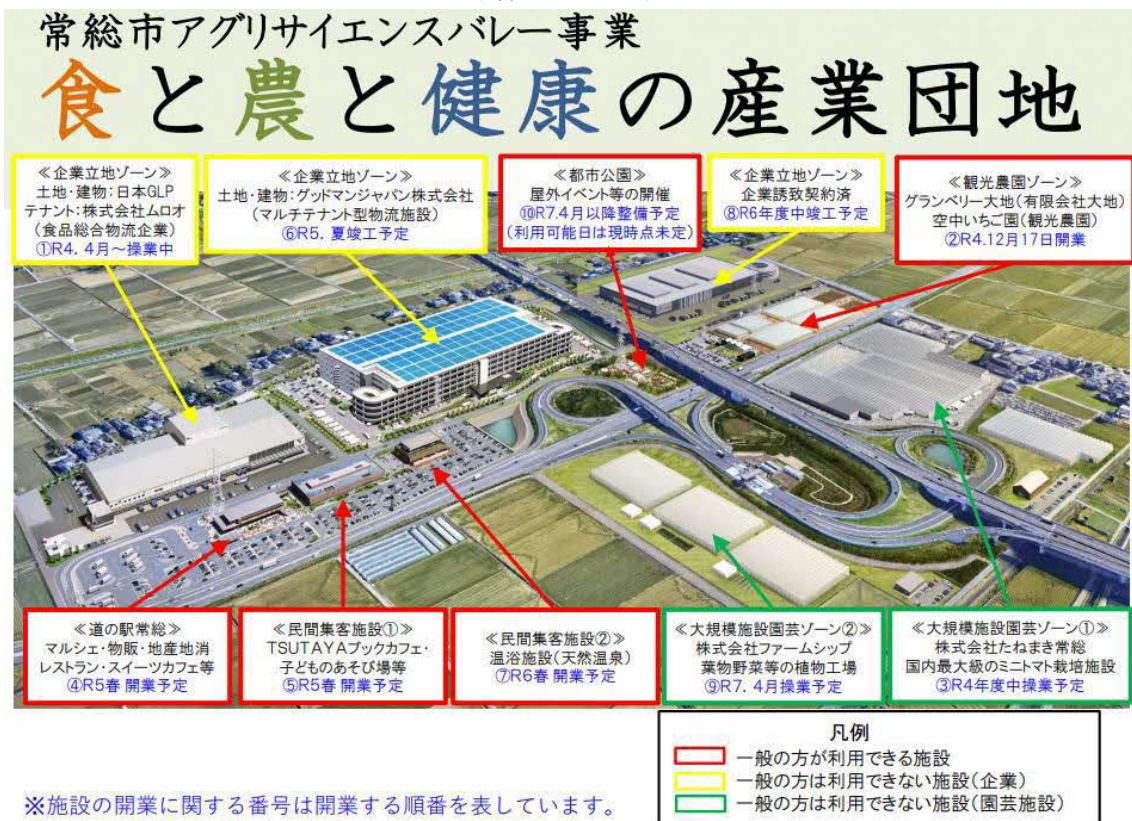 常総市アグリサイエンスバレー事業
食と農と健康の産業団地
≪企業立地ゾーン≫
土地・建物:日本GLP
テナント:株式会社ムロオ
(食品総合物流企業)
①R4. 4月～操業中
≪企業立地ゾーン≫
土地・建物:グッドマンジャパン株式会社
(マルチテナント型物流施設)
⑥R5. 夏竣工予定
≪都市公園≫
屋外イベント等の開催
⑩R7.4月以降整備予定
(利用可能日は現時点未定)
≪企業立地ゾーン≫
企業誘致契約済
⑧R6年度中竣工予定
≪観光農園ゾーン≫
グランベリー大地(有限会社大地)
空中いちご園(観光農園)
②R4.12月17日開業
≪道の駅常総≫
マルシェ・物販・地産地消
レストラン・スイーツカフェ等
④R5春 開業予定
≪民間集客施設①≫
TSUTAYAブックカフェ・
子どものあそび場等
⑤R5春 開業予定
≪民間集客施設②≫
温浴施設(天然温泉)
⑦R6春 開業予定
≪大規模施設園芸ゾーン②≫
株式会社ファームシップ
葉物野菜等の植物工場
⑨R7. 4月操業予定
≪大規模施設園芸ゾーン①≫
株式会社たねまき常総
国内最大級のミニトマト栽培施設
③R4年度中操業予定
凡例
一般の方が利用できる施設
一般の方は利用できない施設(企業)
一般の方は利用できない施設(園芸施設)
※施設の開業に関する番号は開業する順番を表しています。